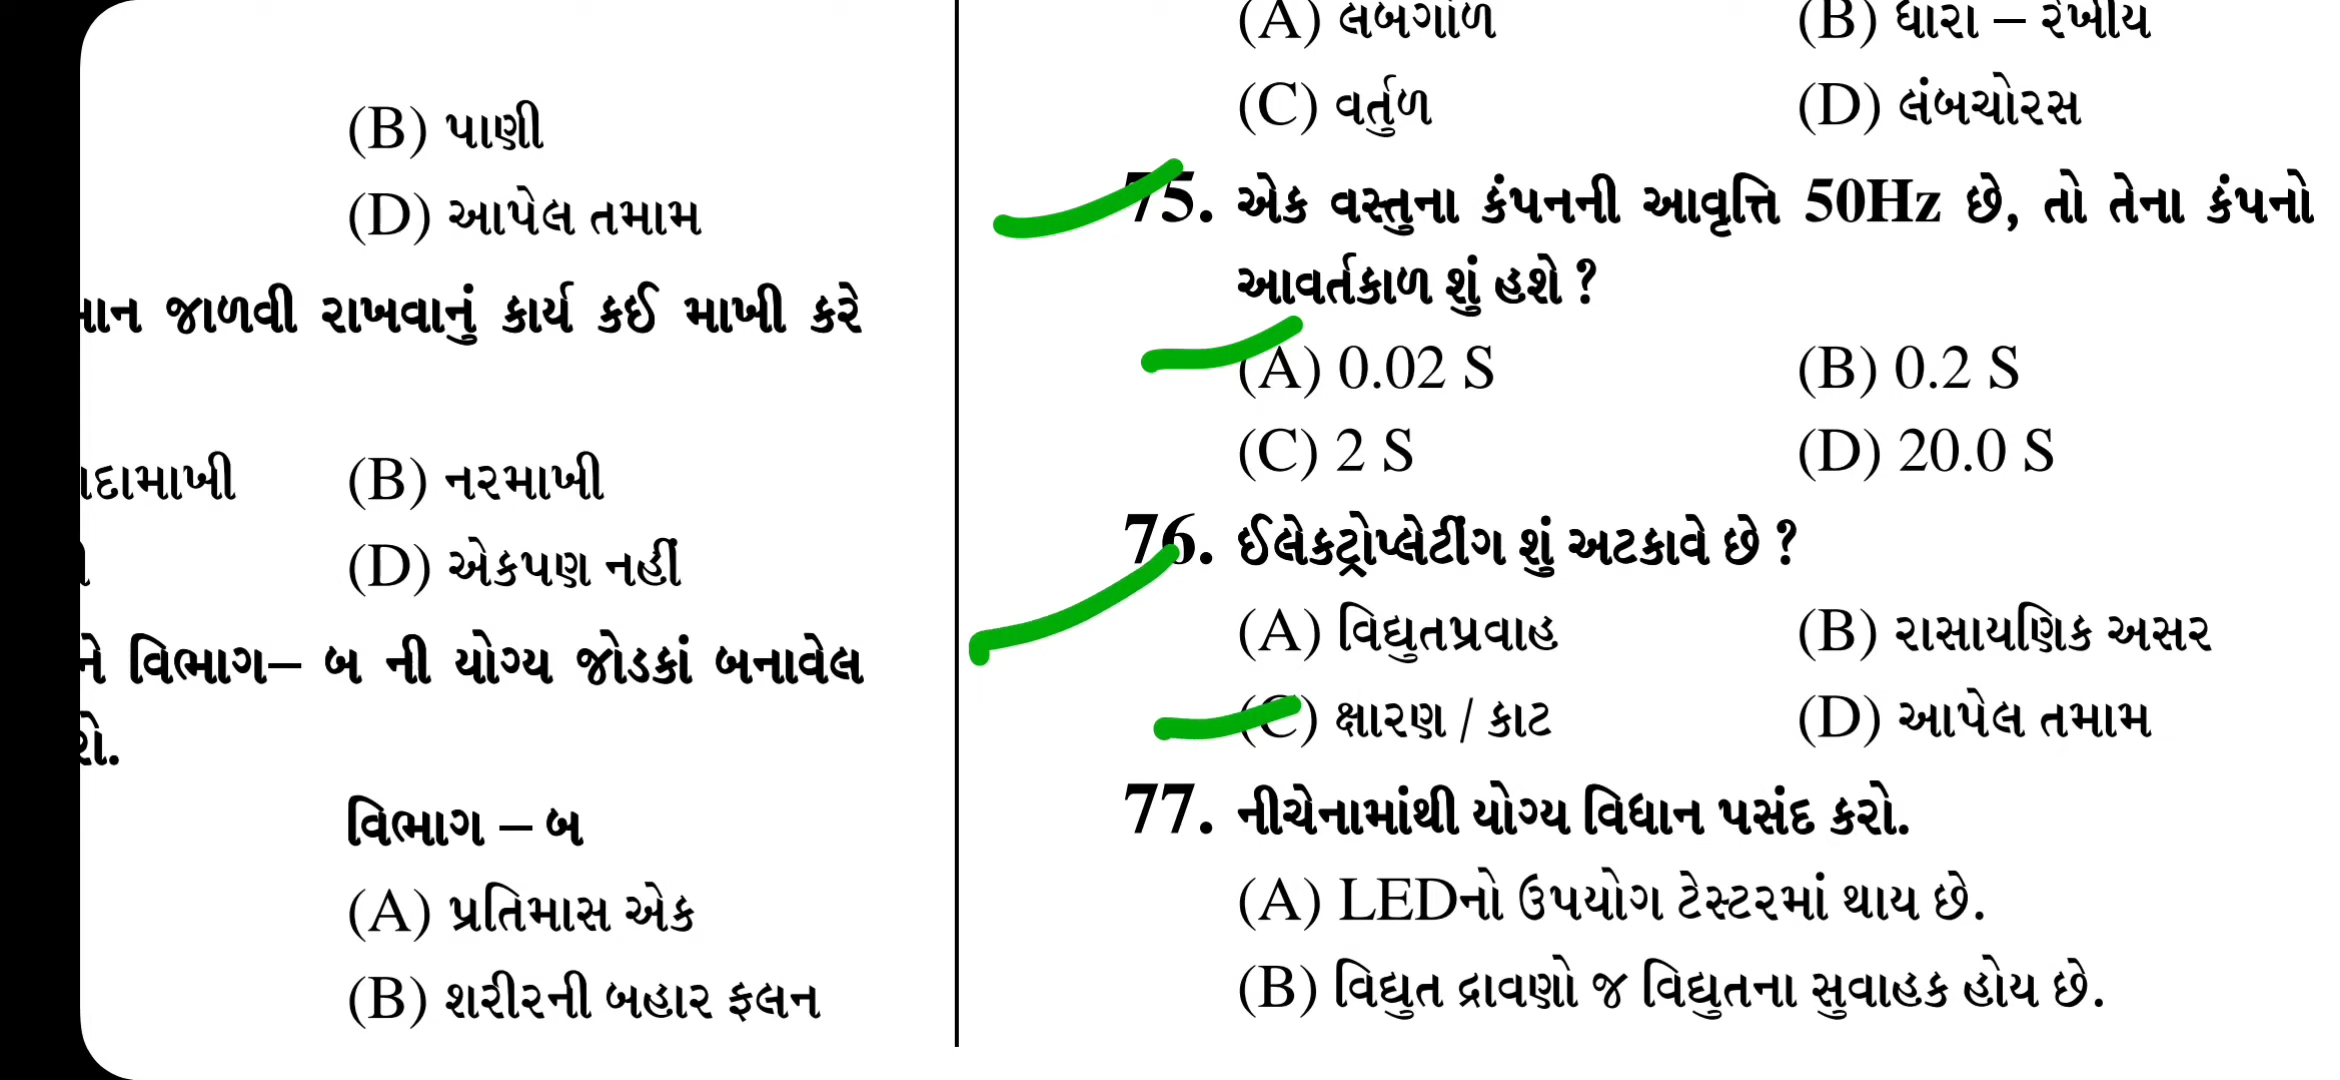 (B) પાણી
(D) આપેલ તમામ
જાળવી રાખવાનું કાર્ય કઈ માખી કરે
(B) નરમાખી
(D) એકપણ નહીં
વિભાગ– બ ની યોગ્ય જોડકાં બનાવેલ
વિભાગ – બ
(A) પ્રતિમાસ એક
(B) શરીરની બહાર ફલન
(A) લંબગોળ (B) ધારા – રેખીય
(C) વર્તુળ (D) લંબચોરસ
75. એક વસ્તુના કંપનની આવૃત્તિ 50Hz છે, તો તેના કંપનો
આવર્તકાળ શું હશે ?
(A) 0.02 S (B) 0.2 S
(C) 2 S (D) 20.0 S
76. ઈલેકટ્રોપ્લેટીંગ શું અટકાવે છે ?
(A) વિદ્યુતપ્રવાહ (B) રાસાયણિક અસર
(C) ક્ષારણ / કાટ (D) આપેલ તમામ
77. નીચેનામાંથી યોગ્ય વિધાન પસંદ કરો.
(A) LEDનો ઉપયોગ ટેસ્ટરમાં થાય છે.
(B) વિદ્યુત દ્રાવણો જ વિદ્યુતના સુવાહક હોય છે.